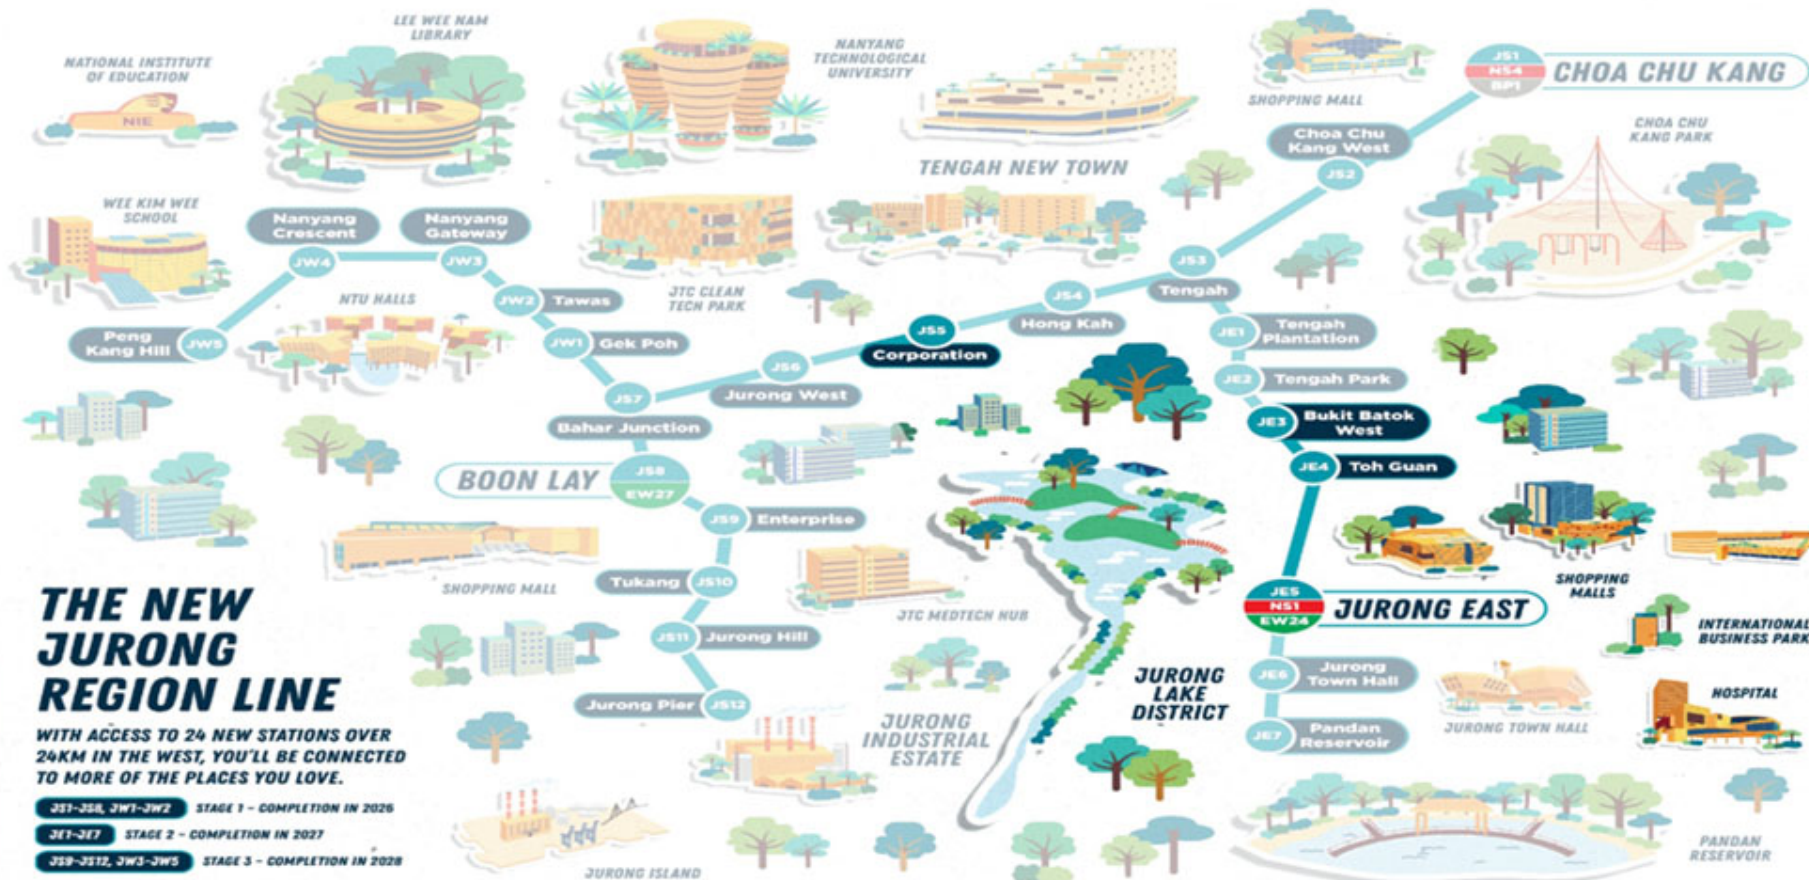 LEE WEE NAM
LIBRARY
NATIONAL INSTITUTE
OF EDUCATION
NIE
NANYANG
TECHNOLOGICAL
UNIVERSITY
SHOPPING MALL
JS1
NS4
BP1
CHOA CHU KANG
CHOA CHU
KANG PARK
Choa Chu
Kang West
JS2
TENGAH NEW TOWN
WEE KIM WEE
SCHOOL
Nanyang
Crescent
JW4
Nanyang
Gateway
JW3
JW2
Tawas
NTU HALLS
JTC CLEAN
TECH PARK
JS3
Tengah
JS4
Hong Kah
Peng
Kang Hill
JW5
JW1
Gek Poh
JS5
Corporation
JE1
Tengah
Plantation
JS6
Jurong West
JE2
Tengah Park
JS7
Bahar Junction
JE3
Bukit Batok
West
BOON LAY
JS8
EW27
JE4
Toh Guan
JS9
Enterprise
SHOPPING MALL
Tukang
JS10
JTC MEDTECH HUB
SHOPPING
MALLS
JE5
NS1
EW24
JURONG EAST
INTERNATIONAL
BUSINESS PARK
JS11
Jurong Hill
JE6
Jurong
Town Hall
JURONG
LAKE
DISTRICT
HOSPITAL
Jurong Pier
JS12
JURONG
INDUSTRIAL
ESTATE
JE7
Pandan
Reservoir
JURONG TOWN HALL
THE NEW
JURONG
REGION LINE
WITH ACCESS TO 24 NEW STATIONS OVER
24KM IN THE WEST, YOU'LL BE CONNECTED
TO MORE OF THE PLACES YOU LOVE.
JS1-JS8, JW1-JW2 STAGE 1 - COMPLETION IN 2026
JE1-JE7 STAGE 2 - COMPLETION IN 2027
JS9-JS12, JW3-JW5 STAGE 3 - COMPLETION IN 2028
JURONG ISLAND
PANDAN
RESERVOIR